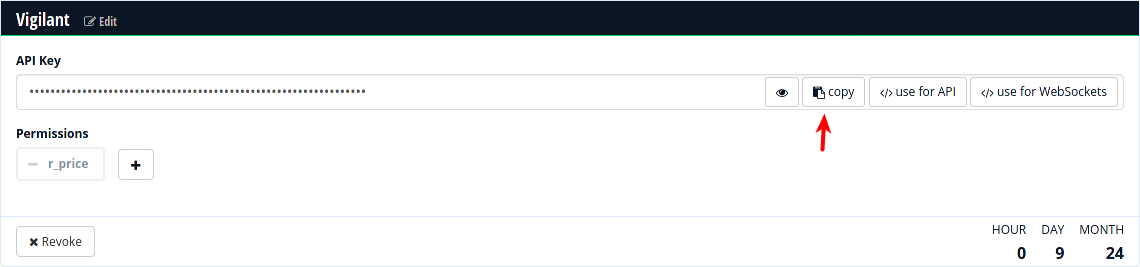 Vigilant Edit
API Key
•••••••••••••••••••••••••••••••••••••••••••••••••••••••••••••••• copy </> use for API </> use for WebSockets
Permissions
r_price
Revoke
HOUR DAY MONTH
0 9 24